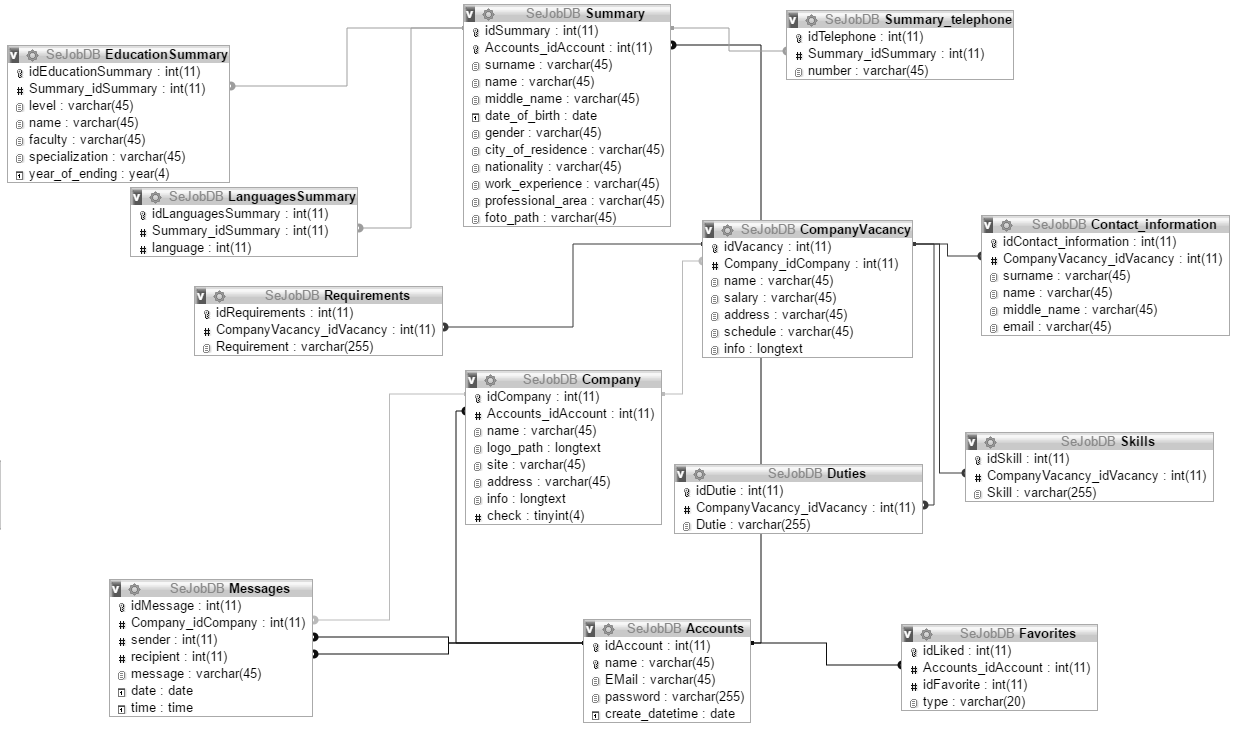 SeJobDB Summary
idSummary : int(11)
Accounts_idAccount : int(11)
surname : varchar(45)
name : varchar(45)
middle_name : varchar(45)
date_of_birth : date
gender : varchar(45)
city_of_residence : varchar(45)
nationality : varchar(45)
work_experience : varchar(45)
professional_area : varchar(45)
foto_path : varchar(45)
SeJobDB Summary_telephone
idTelephone : int(11)
# Summary_idSummary : int(11)
number : varchar(45)
SeJobDB EducationSummary
idEducationSummary : int(11)
# Summary_idSummary : int(11)
level : varchar(45)
name : varchar(45)
faculty : varchar(45)
specialization : varchar(45)
year_of_ending : year(4)
SeJobDB LanguagesSummary
idLanguagesSummary : int(11)
# Summary_idSummary : int(11)
# language : int(11)
SeJobDB CompanyVacancy
idVacancy : int(11)
# Company_idCompany : int(11)
name : varchar(45)
salary : varchar(45)
address : varchar(45)
schedule : varchar(45)
info : longtext
SeJobDB Contact_information
idContact_information : int(11)
# CompanyVacancy_idVacancy : int(11)
surname : varchar(45)
name : varchar(45)
middle_name : varchar(45)
email : varchar(45)
SeJobDB Requirements
idRequirements : int(11)
# CompanyVacancy_idVacancy : int(11)
Requirement : varchar(255)
SeJobDB Company
idCompany : int(11)
# Accounts_idAccount : int(11)
name : varchar(45)
logo_path : longtext
site : varchar(45)
address : varchar(45)
info : longtext
# check : tinyint(4)
SeJobDB Skills
idSkill : int(11)
# CompanyVacancy_idVacancy : int(11)
Skill : varchar(255)
SeJobDB Duties
idDutie : int(11)
# CompanyVacancy_idVacancy : int(11)
Dutie : varchar(255)
SeJobDB Messages
idMessage : int(11)
# Company_idCompany : int(11)
# sender : int(11)
# recipient : int(11)
message : varchar(45)
date : date
time : time
SeJobDB Accounts
idAccount : int(11)
name : varchar(45)
EMail : varchar(45)
password : varchar(255)
create_datetime : date
SeJobDB Favorites
idLiked : int(11)
# Accounts_idAccount : int(11)
# idFavorite : int(11)
type : varchar(20)